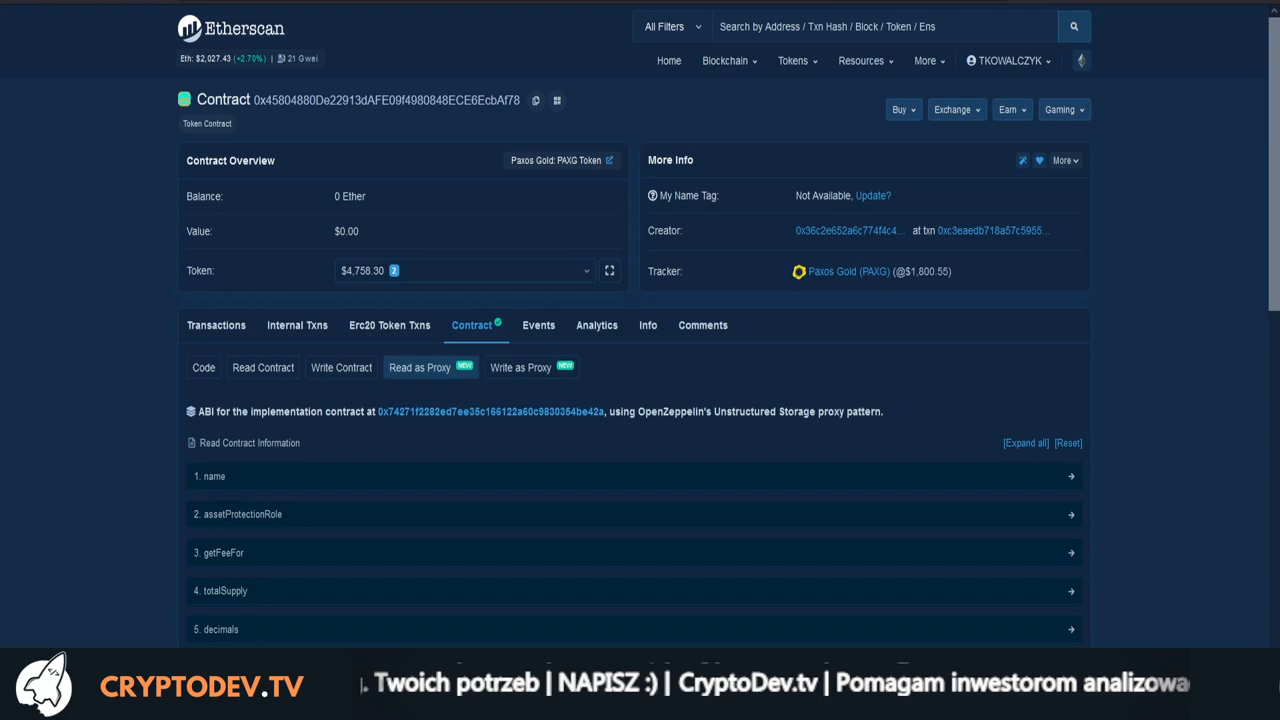 Etherscan
All Filters
Search by Address / Txn Hash / Block / Token / Ens
Eth: $2,027.43 (+2.70%) | 21 Gwei
Home
Blockchain
Tokens
Resources
More
TKOWALCZYK
Contract 0x45804880De22913dAFE09f4980848ECE6EcbAf78
Token Contract
Buy
Exchange
Earn
Gaming
Contract Overview
Paxos Gold: PAXG Token
Balance: 0 Ether
Value: $0.00
Token: $4,758.30 2
More Info
More
My Name Tag: Not Available, Update?
Creator: 0x36c2e652a6c774f4c4... at txn 0xc3eaedb718a57c5955...
Tracker: Paxos Gold (PAXG) (@$1,800.55)
Transactions
Internal Txns
Erc20 Token Txns
Contract
Events
Analytics
Info
Comments
Code
Read Contract
Write Contract
Read as Proxy NEW
Write as Proxy NEW
ABI for the implementation contract at 0x74271f2282ed7ee35c166122a60c9830354be42a, using OpenZeppelin's Unstructured Storage proxy pattern.
Read Contract Information
[Expand all] [Reset]
1. name
2. assetProtectionRole
3. getFeeFor
4. totalSupply
5. decimals
CRYPTODEV.TV
. Twoich potrzeb | NAPISZ :) | CryptoDev.tv | Pomagam inwestorom analizowa